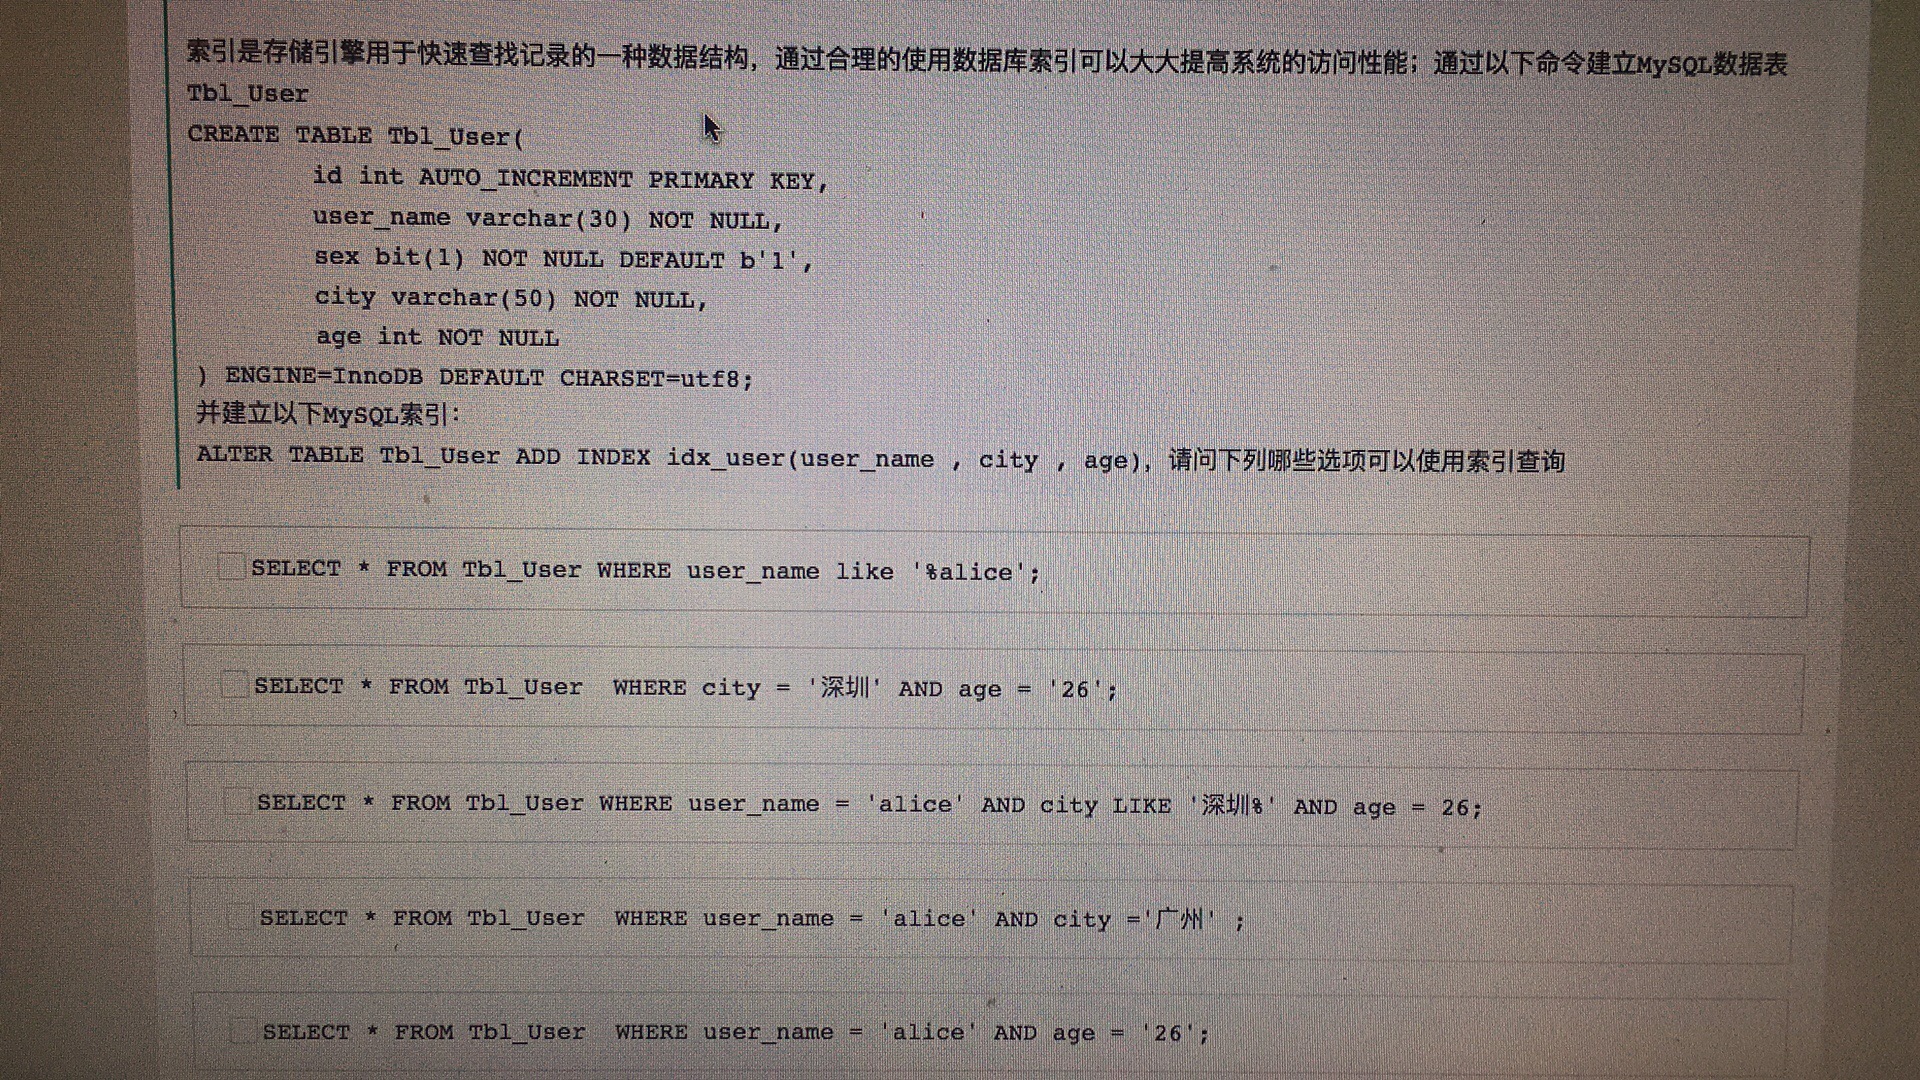 索引是存储引擎用于快速查找记录的一种数据结构，通过合理的使用数据库索引可以大大提高系统的访问性能；通过以下命令建立MySQL数据表
Tbl_User
CREATE TABLE Tbl_User(
id int AUTO_INCREMENT PRIMARY KEY,
user_name varchar(30) NOT NULL,
sex bit(1) NOT NULL DEFAULT b'1',
city varchar(50) NOT NULL,
age int NOT NULL
) ENGINE=InnoDB DEFAULT CHARSET=utf8;
并建立以下MySQL索引：
ALTER TABLE Tbl_User ADD INDEX idx_user(user_name , city , age)，请问下列哪些选项可以使用索引查询
SELECT * FROM Tbl_User WHERE user_name like '%alice';
SELECT * FROM Tbl_User  WHERE city = '深圳' AND age = '26';
SELECT * FROM Tbl_User WHERE user_name = 'alice' AND city LIKE '深圳%' AND age = 26;
SELECT * FROM Tbl_User  WHERE user_name = 'alice' AND city ='广州' ;
SELECT * FROM Tbl_User  WHERE user_name = 'alice' AND age = '26';